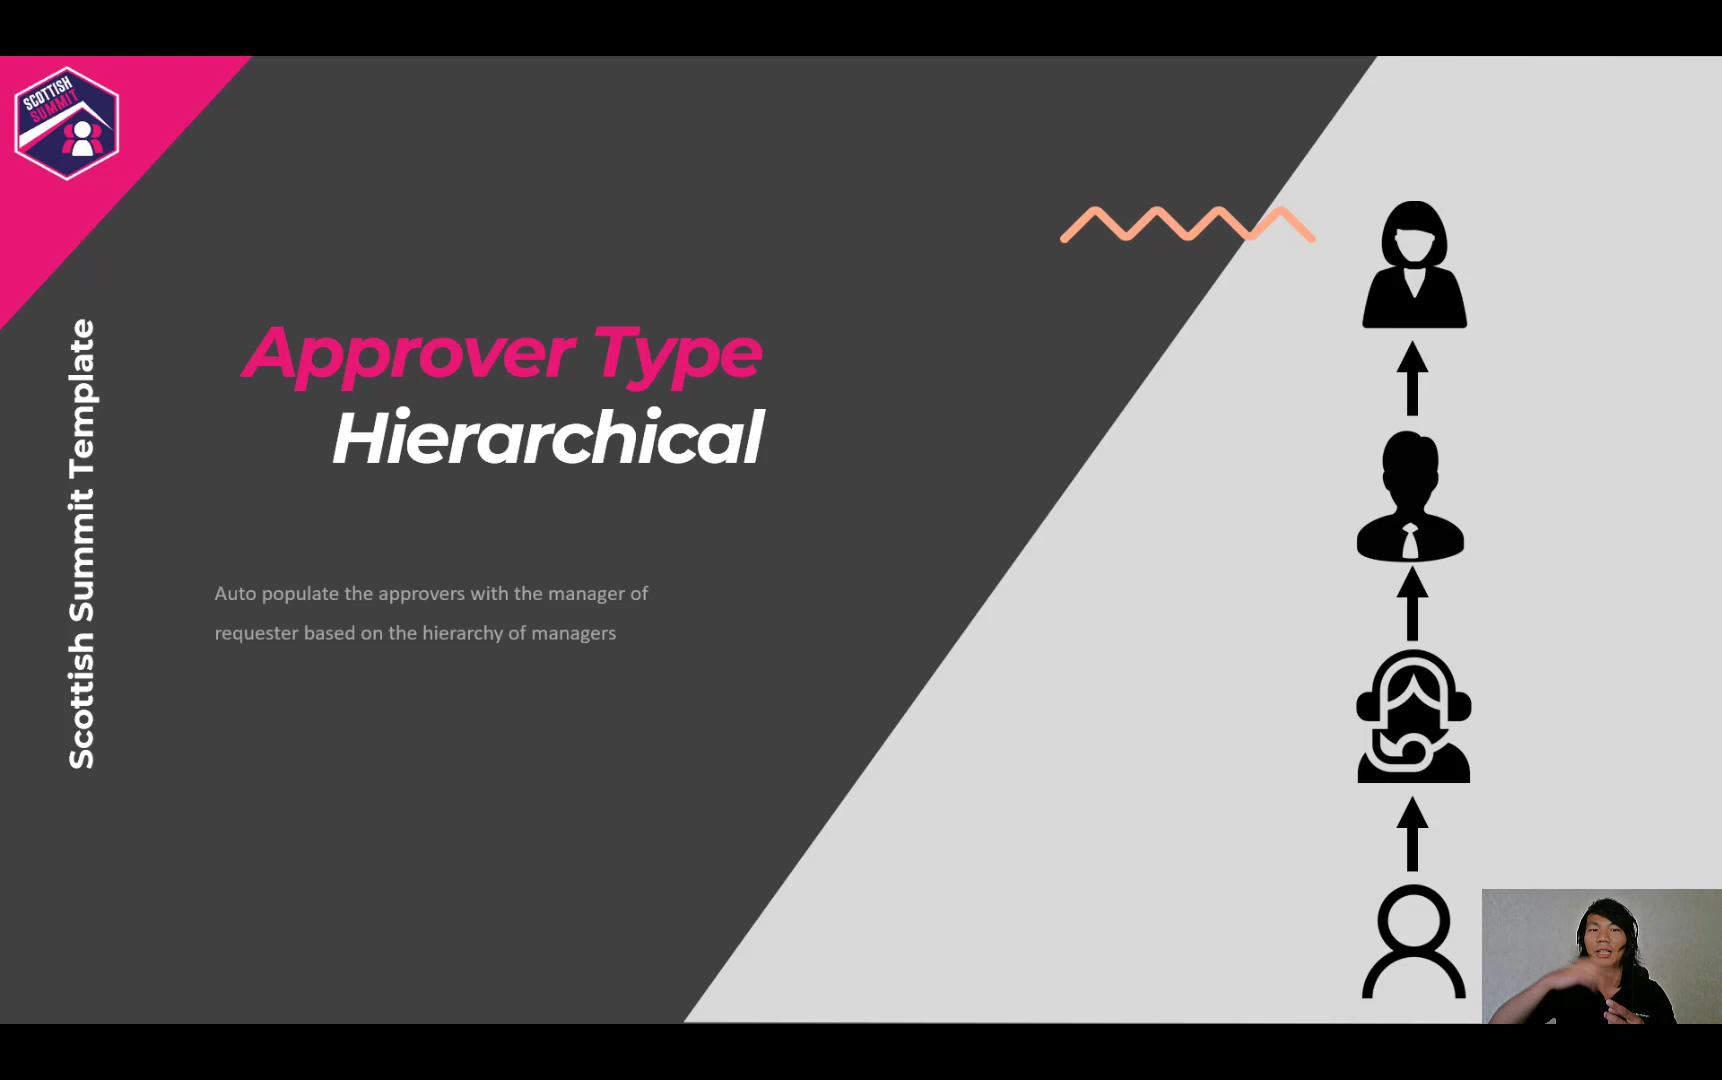 SCOTTISH
SUMMIT
Scottish Summit Template
Approver Type
Hierarchical
Auto populate the approvers with the manager of
requester based on the hierarchy of managers